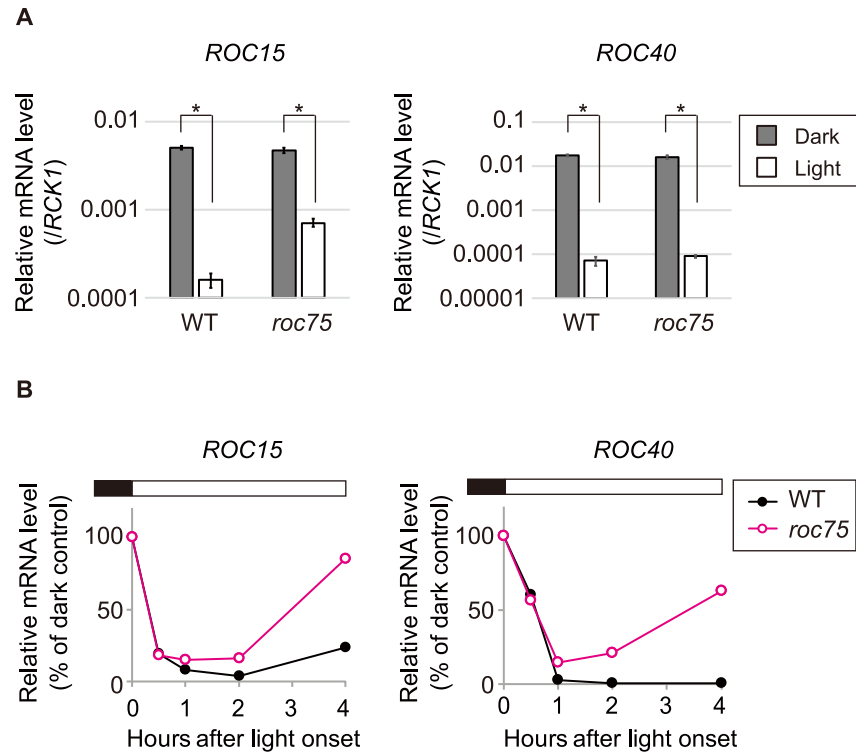 A
ROC15
ROC40
Relative mRNA level
(/RCK1)
0.01
0.001
0.0001
*
*
WT
roc75
Relative mRNA level
(/RCK1)
0.1
0.01
0.001
0.0001
0.00001
*
*
WT
roc75
Dark
Light
B
ROC15
ROC40
Relative mRNA level
(% of dark control)
100
50
0
0 1 2 3 4
Hours after light onset
Relative mRNA level
(% of dark control)
100
50
0
0 1 2 3 4
Hours after light onset
WT
roc75